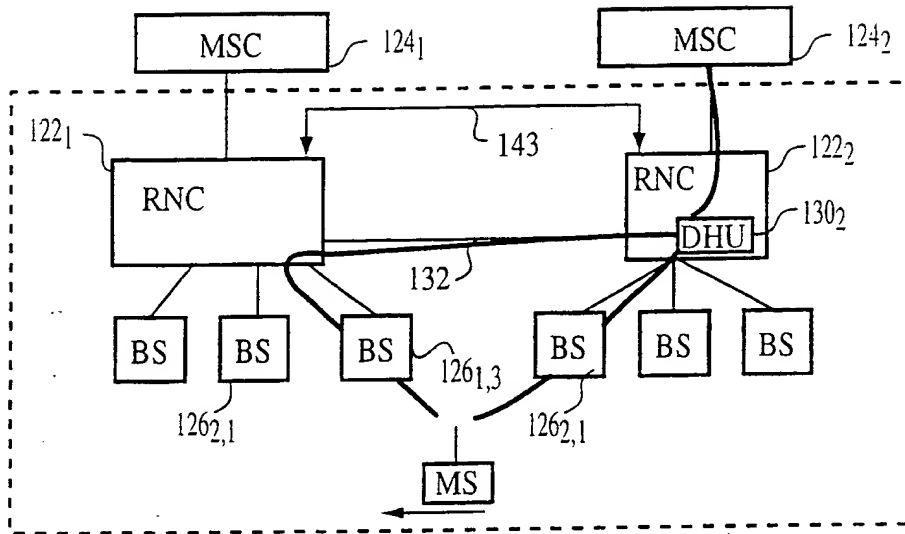 MSC
124₁
MSC
124₂
122₁
143
122₂
RNC
RNC
130₂
DHU
132
BS
BS
BS
BS
BS
BS
126₁,₃
126₂,₁
126₂,₁
MS